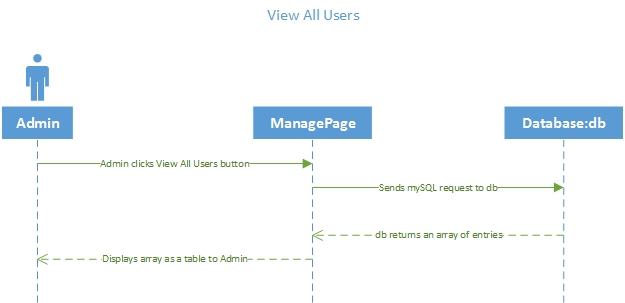 View All Users
Admin
ManagePage
Database:db
Admin clicks View All Users button
Sends mySQL request to db
db returns an array of entries
Displays array as a table to Admin